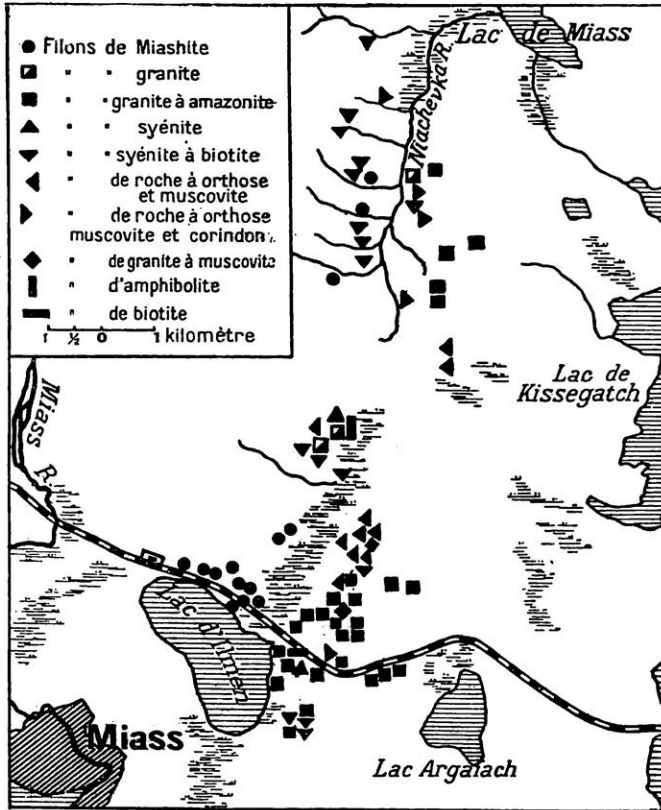 Filons de Miashite
" " granite
" " granite à amazonite
" " syénite
" " syénite à biotite
" de roche à orthose
et muscovite
" de roche à orthose
muscovite et corindon
" de granite à muscovite
" d'amphibolite
" de biotite
1 ½ 0 1 kilomètre
Lac de Miass
Niachevka R.
Lac de
Kissegatch
Miass R.
Lac d'Ilmen
Miass
Lac Argaiach